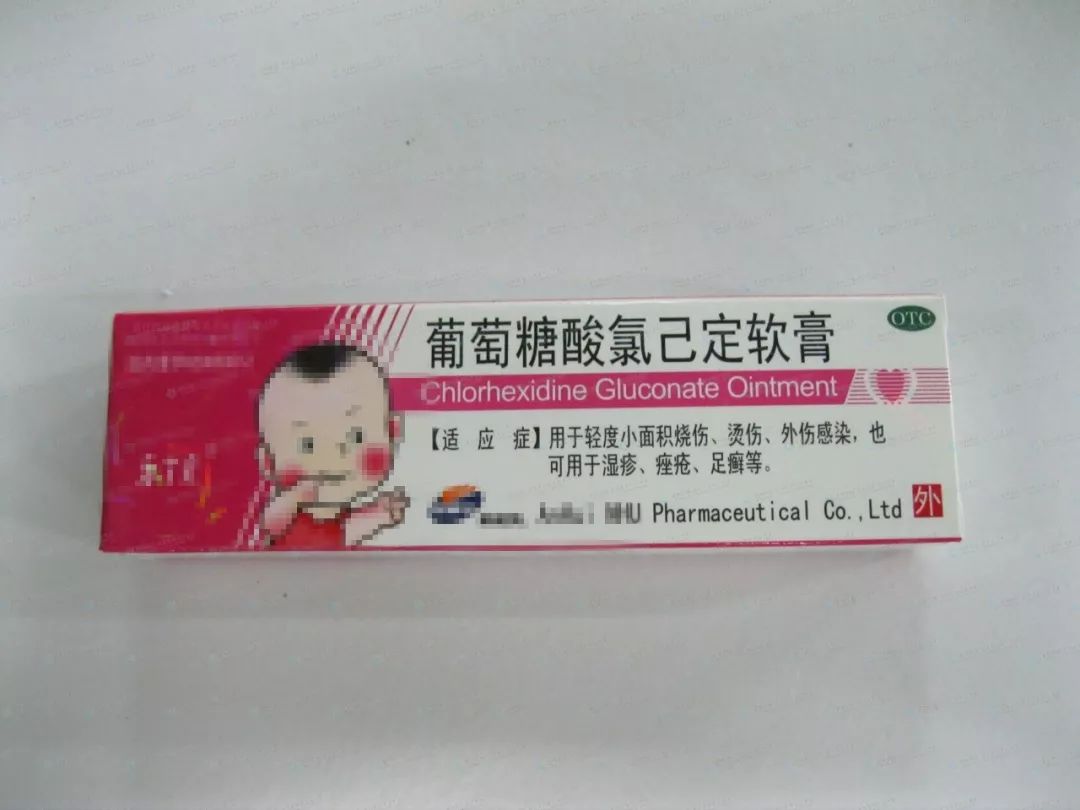 葡萄糖酸氯己定软膏
OTC
Chlorhexidine Gluconate Ointment
【适 应 症】用于轻度小面积烧伤、烫伤、外伤感染，也
可用于湿疹、痤疮、足癣等。
Pharmaceutical Co.,Ltd
外